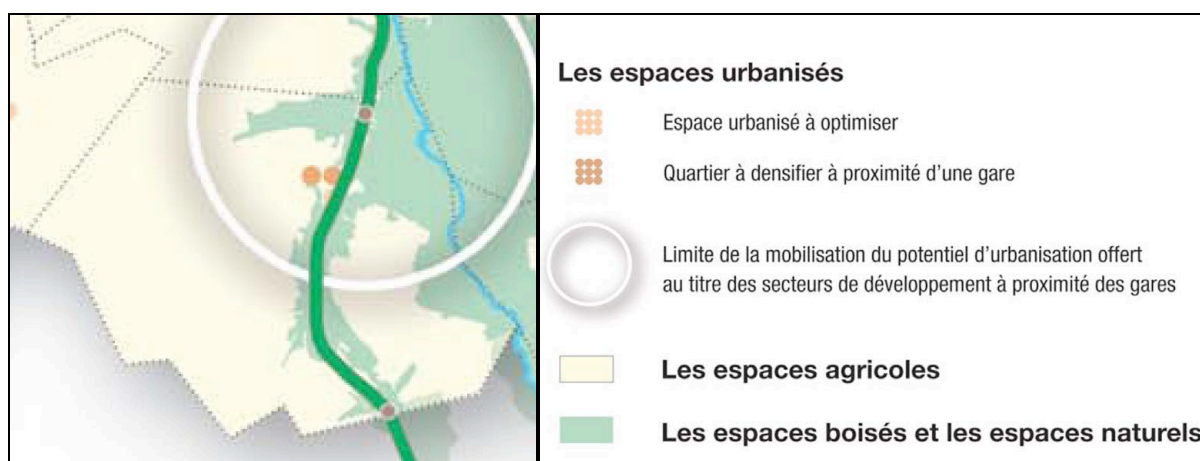 Les espaces urbanisés
Espace urbanisé à optimiser
Quartier à densifier à proximité d'une gare
Limite de la mobilisation du potentiel d'urbanisation offert
au titre des secteurs de développement à proximité des gares
Les espaces agricoles
Les espaces boisés et les espaces naturels